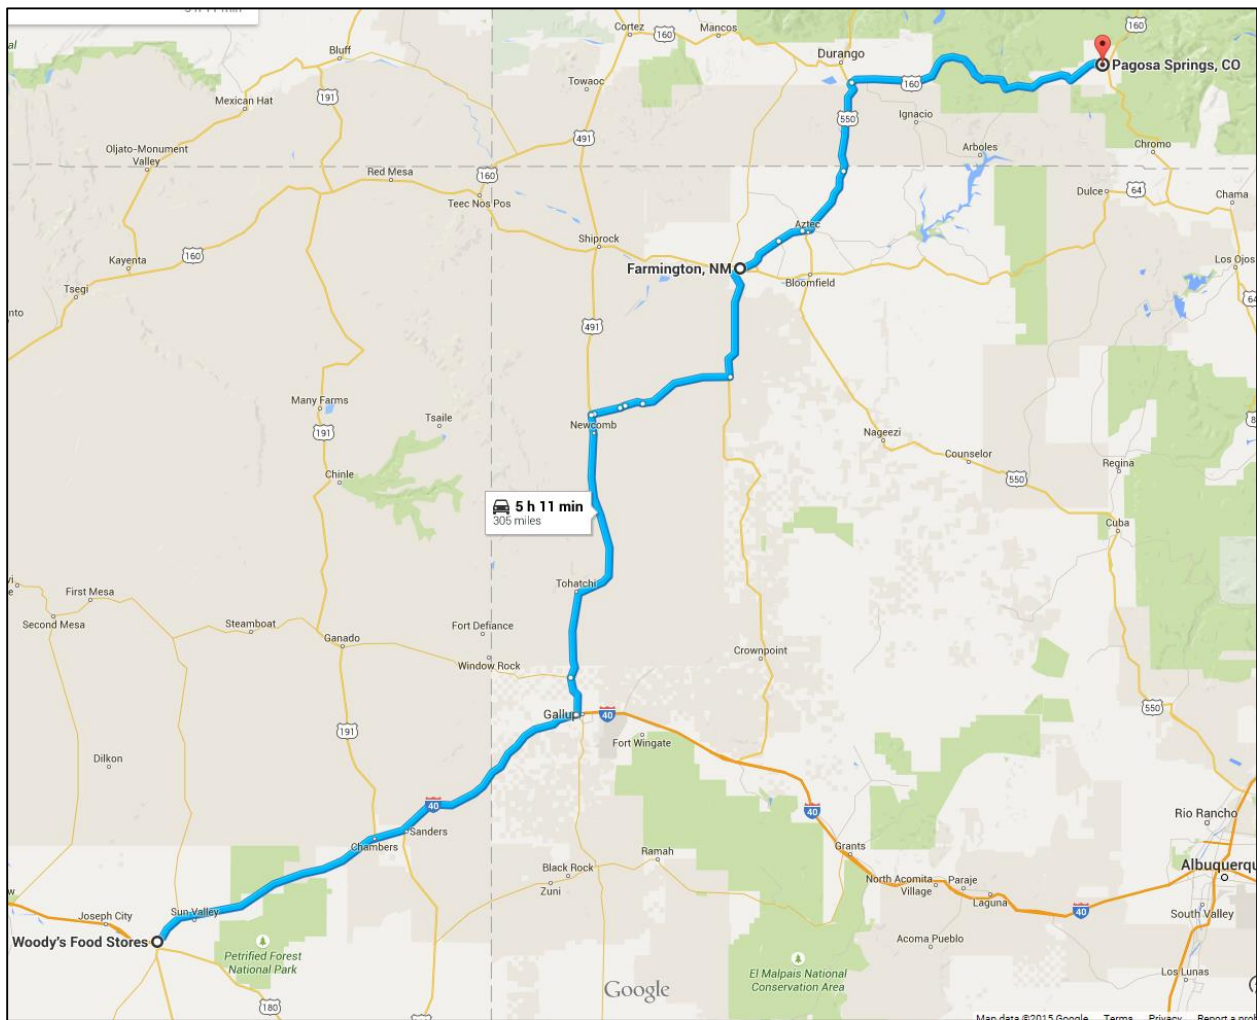 160
Cortez
Mancos
160
Bluff
Durango
Pagosa Springs, CO
Towaoc
160
191
Mexican Hat
550
Ignacio
491
Oljato-Monument
Valley
Arboles
Chromo
Red Mesa
160
Dulce
64
Teec Nos Pos
Chama
Aztec
Shiprock
160
Kayenta
Farmington, NM
Los Ojos
Bloomfield
Tsegi
64
491
Many Farms
Tsaile
Newcomb
191
Nageezi
Counselor
Regina
Chinle
550
5 h 11 min
305 miles
Cuba
Tohatchi
First Mesa
Second Mesa
Steamboat
Fort Defiance
Ganado
Crownpoint
Window Rock
550
Gallup
40
191
Fort Wingate
Dilkon
40
40
Rio Rancho
Sanders
Chambers
Ramah
Grants
Black Rock
Albuquerqu
Zuni
North Acomita
Village
Paraje
Laguna
40
South Valley
Joseph City
Sun Valley
Woody's Food Stores
Petrified Forest
National Park
Acoma Pueblo
El Malpais National
Conservation Area
Los Lunas
Google
180
Map data ©2015 Google Terms Privacy Report a pro